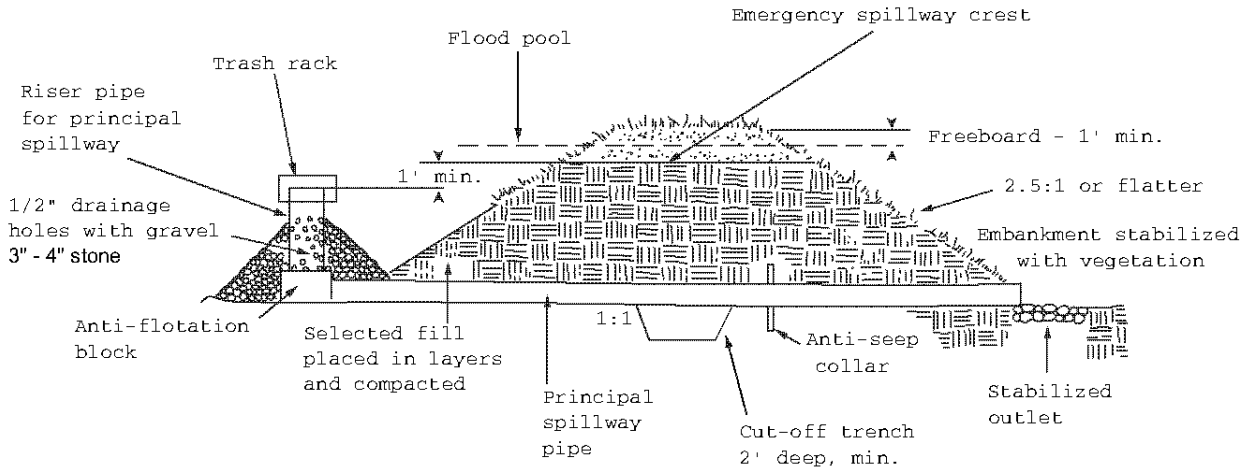 Emergency spillway crest
Flood pool
Trash rack
Riser pipe
for principal
spillway
Freeboard - 1' min.
1' min.
2.5:1 or flatter
1/2" drainage
holes with gravel
3" - 4" stone
Embankment stabilized
with vegetation
Anti-flotation
block
Selected fill
placed in layers
and compacted
1:1
Anti-seep
collar
Principal
spillway
pipe
Stabilized
outlet
Cut-off trench
2' deep, min.